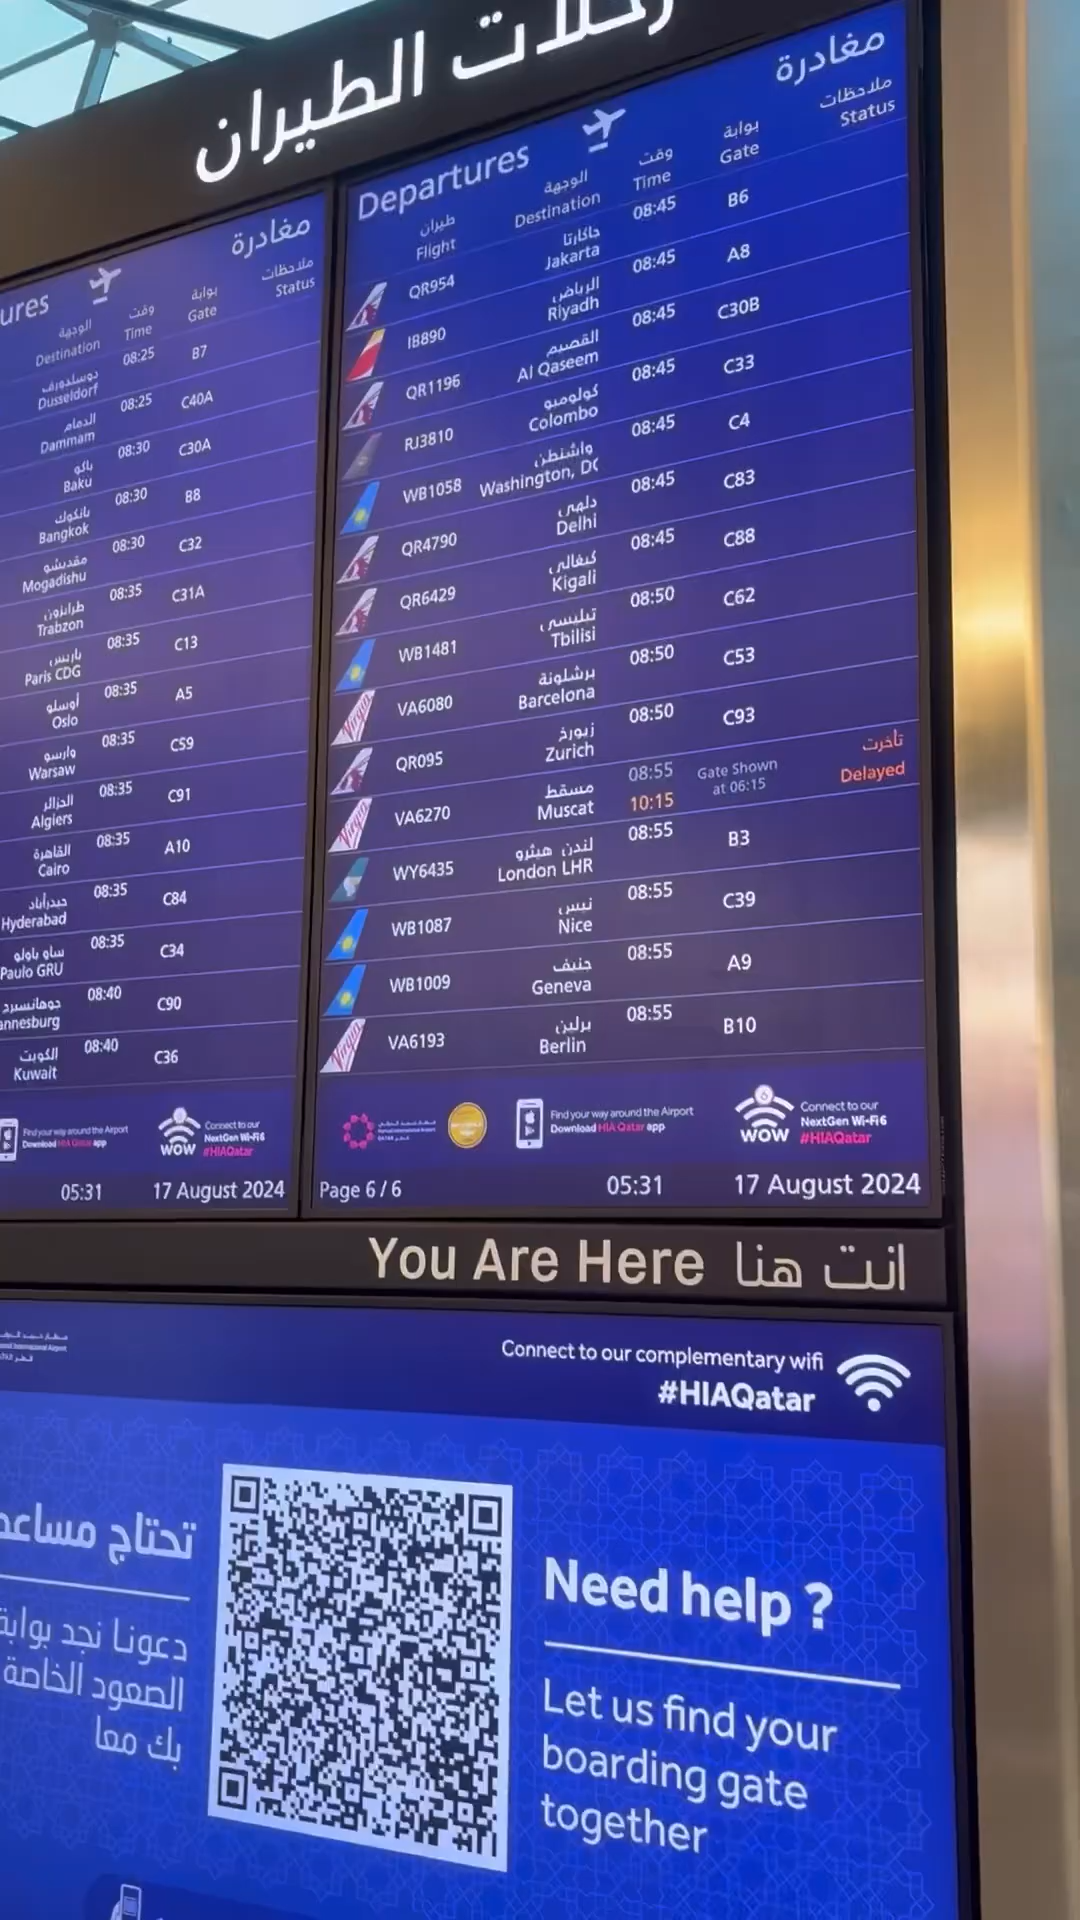 رحلات الطيران
مغادرة
ures
ملاحظات
Status
بوابة
Gate
وقت
Time
الوجهة
Destination
دوسلدورف
Dusseldorf 08:25 B7
الدمام
Dammam 08:25 C40A
باكو
Baku 08:30 C30A
بانكوك
Bangkok 08:30 B8
مقديشو
Mogadishu 08:30 C32
طرابزون
Trabzon 08:35 C31A
باريس
Paris CDG 08:35 C13
أوسلو
Oslo 08:35 A5
وارسو
Warsaw 08:35 C59
الجزائر
Algiers 08:35 C91
القاهرة
Cairo 08:35 A10
حيدرأباد
Hyderabad 08:35 C84
ساو باولو
Paulo GRU 08:35 C34
جوهانسبرد
annesburg 08:40 C90
الكويت
Kuwait 08:40 C36
Find your way around the Airport
Download HIA Qatar app
WOW
Connect to our
NextGen Wi-Fi6
#HIAQatar
05:31 17 August 2024
Departures مغادرة
طيران الوجهة وقت بوابة ملاحظات
Flight Destination Time Gate Status
جاكارتا
QR954 Jakarta 08:45 B6
الرياض
IB890 Riyadh 08:45 A8
القصيم
QR1196 Al Qaseem 08:45 C30B
كولومبو
RJ3810 Colombo 08:45 C33
واشنطن
WB1058 Washington, DC 08:45 C4
دلهي
QR4790 Delhi 08:45 C83
كيغالي
QR6429 Kigali 08:45 C88
تبليسي
WB1481 Tbilisi 08:50 C62
برشلونة
VA6080 Barcelona 08:50 C53
زيورخ
QR095 Zurich 08:50 C93
مسقط 08:55 Gate Shown تأخرت
VA6270 Muscat 10:15 at 06:15 Delayed
لندن هيثرو
WY6435 London LHR 08:55 B3
نيس
WB1087 Nice 08:55 C39
جنيف
WB1009 Geneva 08:55 A9
برلين
VA6193 Berlin 08:55 B10
Find your way around the Airport
Download HIA Qatar app
6
WOW
Connect to our
NextGen Wi-Fi6
#HIAQatar
Page 6 / 6 05:31 17 August 2024
You Are Here انت هنا
Connect to our complementary wifi
#HIAQatar
تحتاج مساعد
دعونا نجد بوابة
الصعود الخاصة
بك معا
Need help ?
Let us find your
boarding gate
together